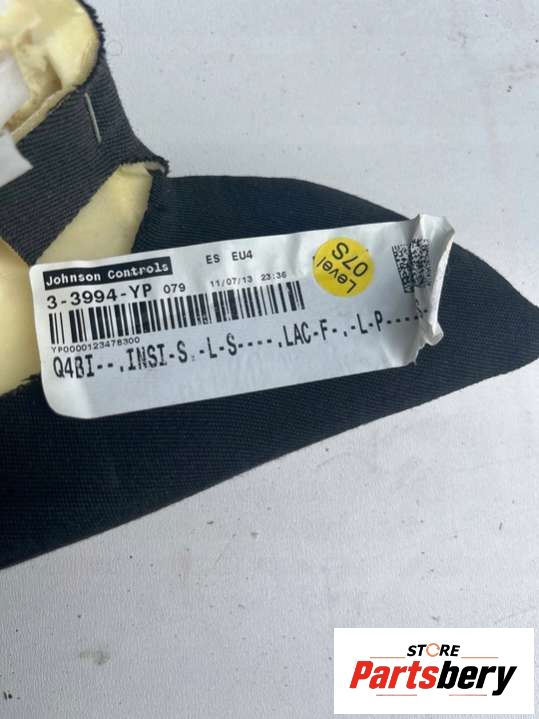 ES EU4
Johnson Controls
3-3994-YP 079 11/07/13 23:36
Level
07S
YP0000123478300
Q4BI--.INSI-S.-L-S----.LAC-F-.-L-P----
STORE
Partsbery